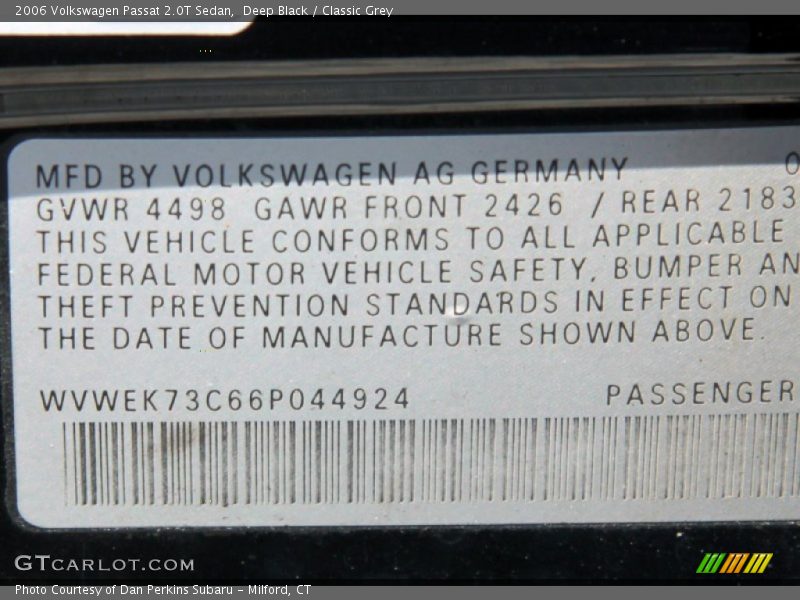 2006 Volkswagen Passat 2.0T Sedan, Deep Black / Classic Grey
MFD BY VOLKSWAGEN AG GERMANY 0
GVWR 4498 GAWR FRONT 2426 / REAR 2183
THIS VEHICLE CONFORMS TO ALL APPLICABLE
FEDERAL MOTOR VEHICLE SAFETY, BUMPER AN
THEFT PREVENTION STANDARDS IN EFFECT ON
THE DATE OF MANUFACTURE SHOWN ABOVE.
WVWEK73C66P044924 PASSENGER
GTCARLOT.COM
Photo Courtesy of Dan Perkins Subaru - Milford, CT